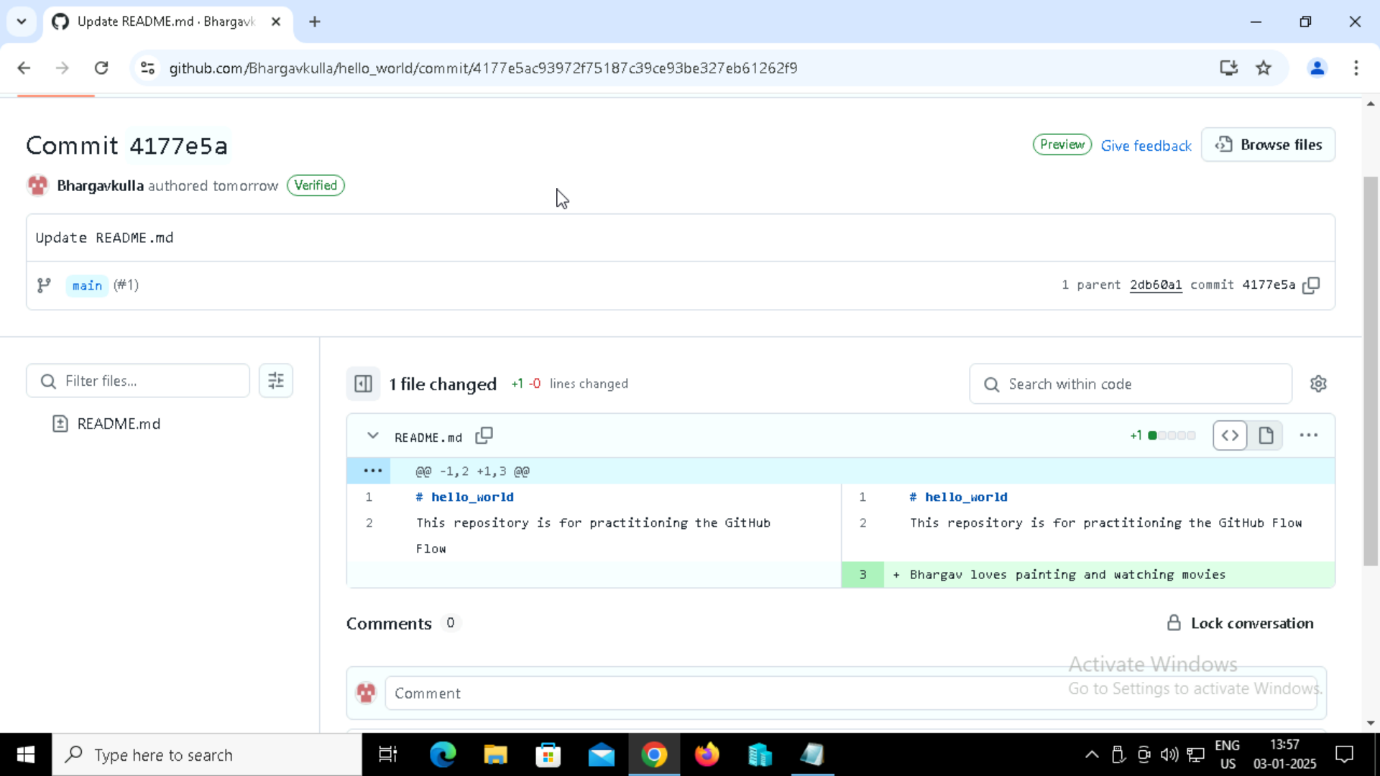 Update README.md · Bhargavk
github.com/Bhargavkulla/hello_world/commit/4177e5ac93972f75187c39ce93be327eb61262f9
Commit 4177e5a
Preview Give feedback Browse files
Bhargavkulla authored tomorrow Verified
Update README.md
main (#1) 1 parent 2db60a1 commit 4177e5a
Filter files...
README.md
1 file changed +1 -0 lines changed Search within code
README.md +1
@@ -1,2 +1,3 @@
1 # hello_world 1 # hello_world
2 This repository is for practitioning the GitHub 2 This repository is for practitioning the GitHub Flow
Flow
3 + Bhargav loves painting and watching movies
Comments 0 Lock conversation
Comment
Activate Windows
Go to Settings to activate Windows.
Type here to search
ENG 13:57
US 03-01-2025